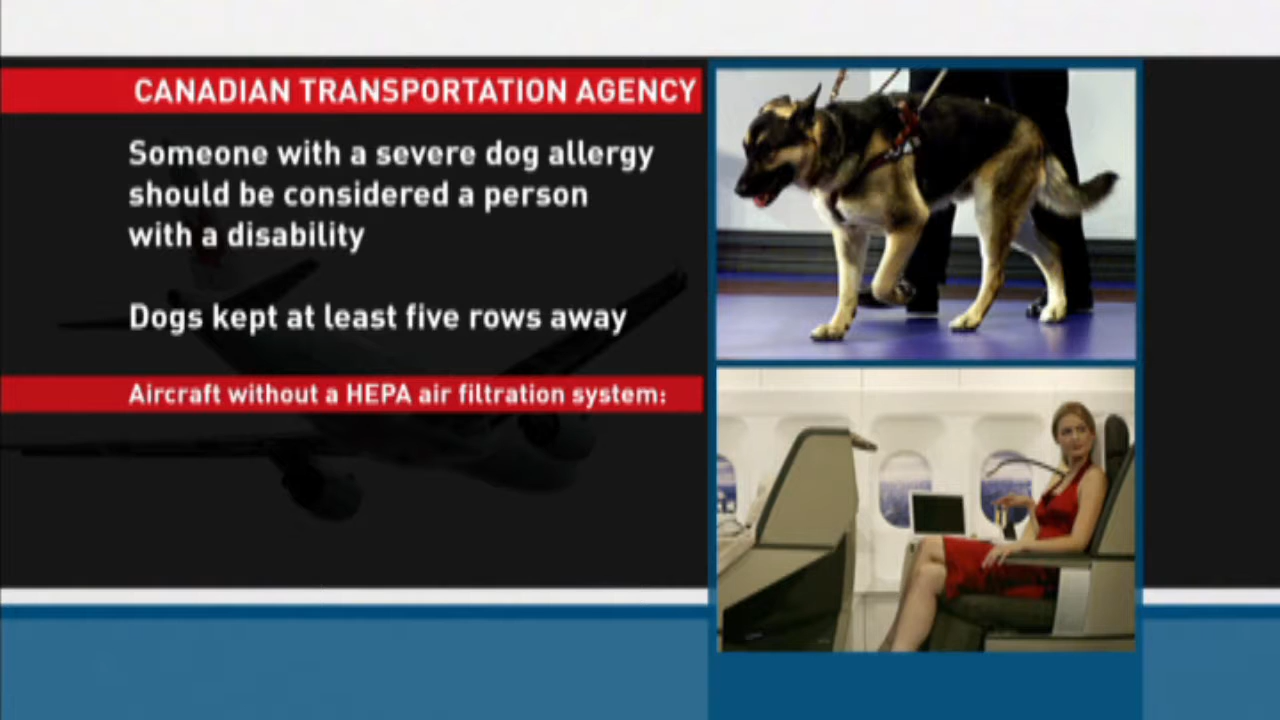 CANADIAN TRANSPORTATION AGENCY
Someone with a severe dog allergy
should be considered a person
with a disability
Dogs kept at least five rows away
Aircraft without a HEPA air filtration system: